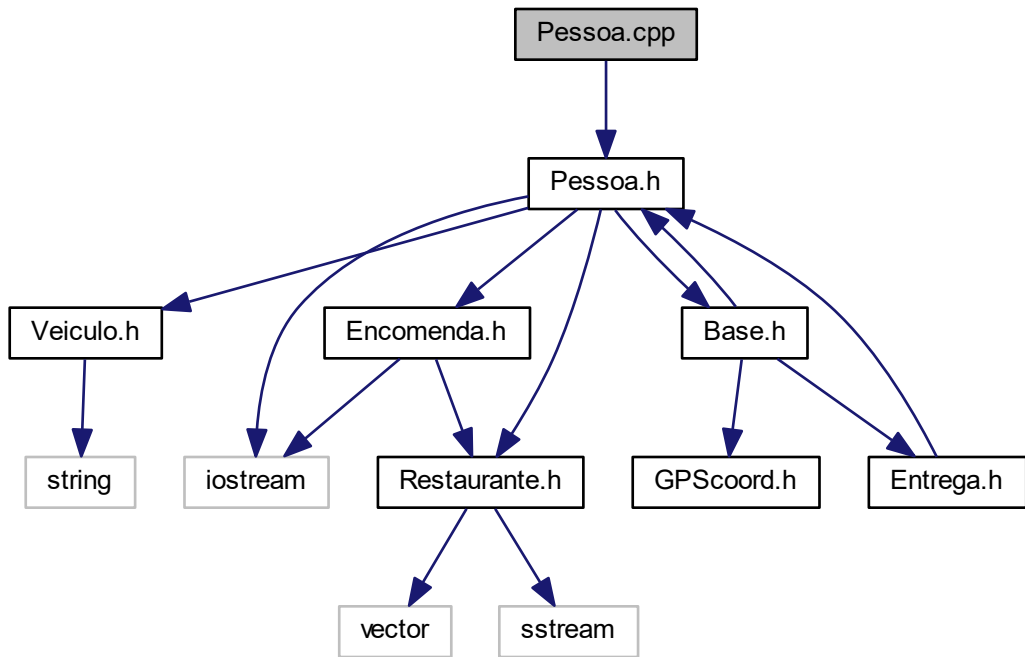 Pessoa.cpp
Pessoa.h
Veiculo.h
Encomenda.h
Base.h
string
iostream
Restaurante.h
GPScoord.h
Entrega.h
vector
sstream